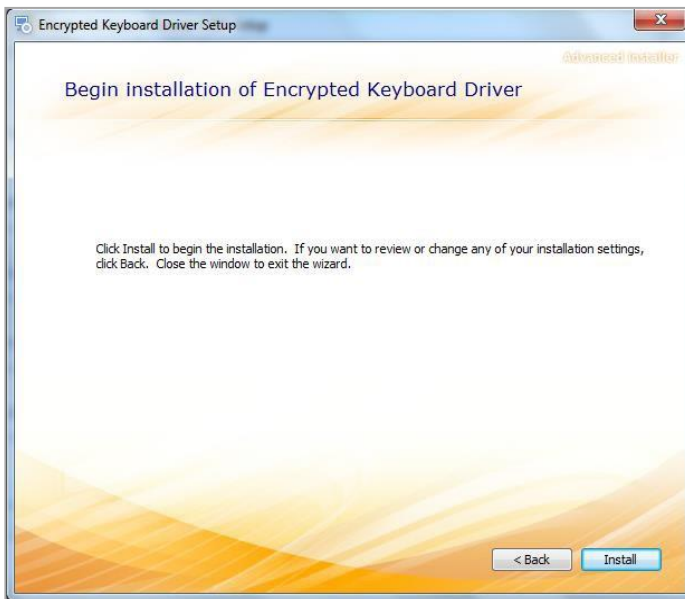 Encrypted Keyboard Driver Setup
Advanced Installer
Begin installation of Encrypted Keyboard Driver
Click Install to begin the installation.  If you want to review or change any of your installation settings,
click Back.  Close the window to exit the wizard.
< Back Install